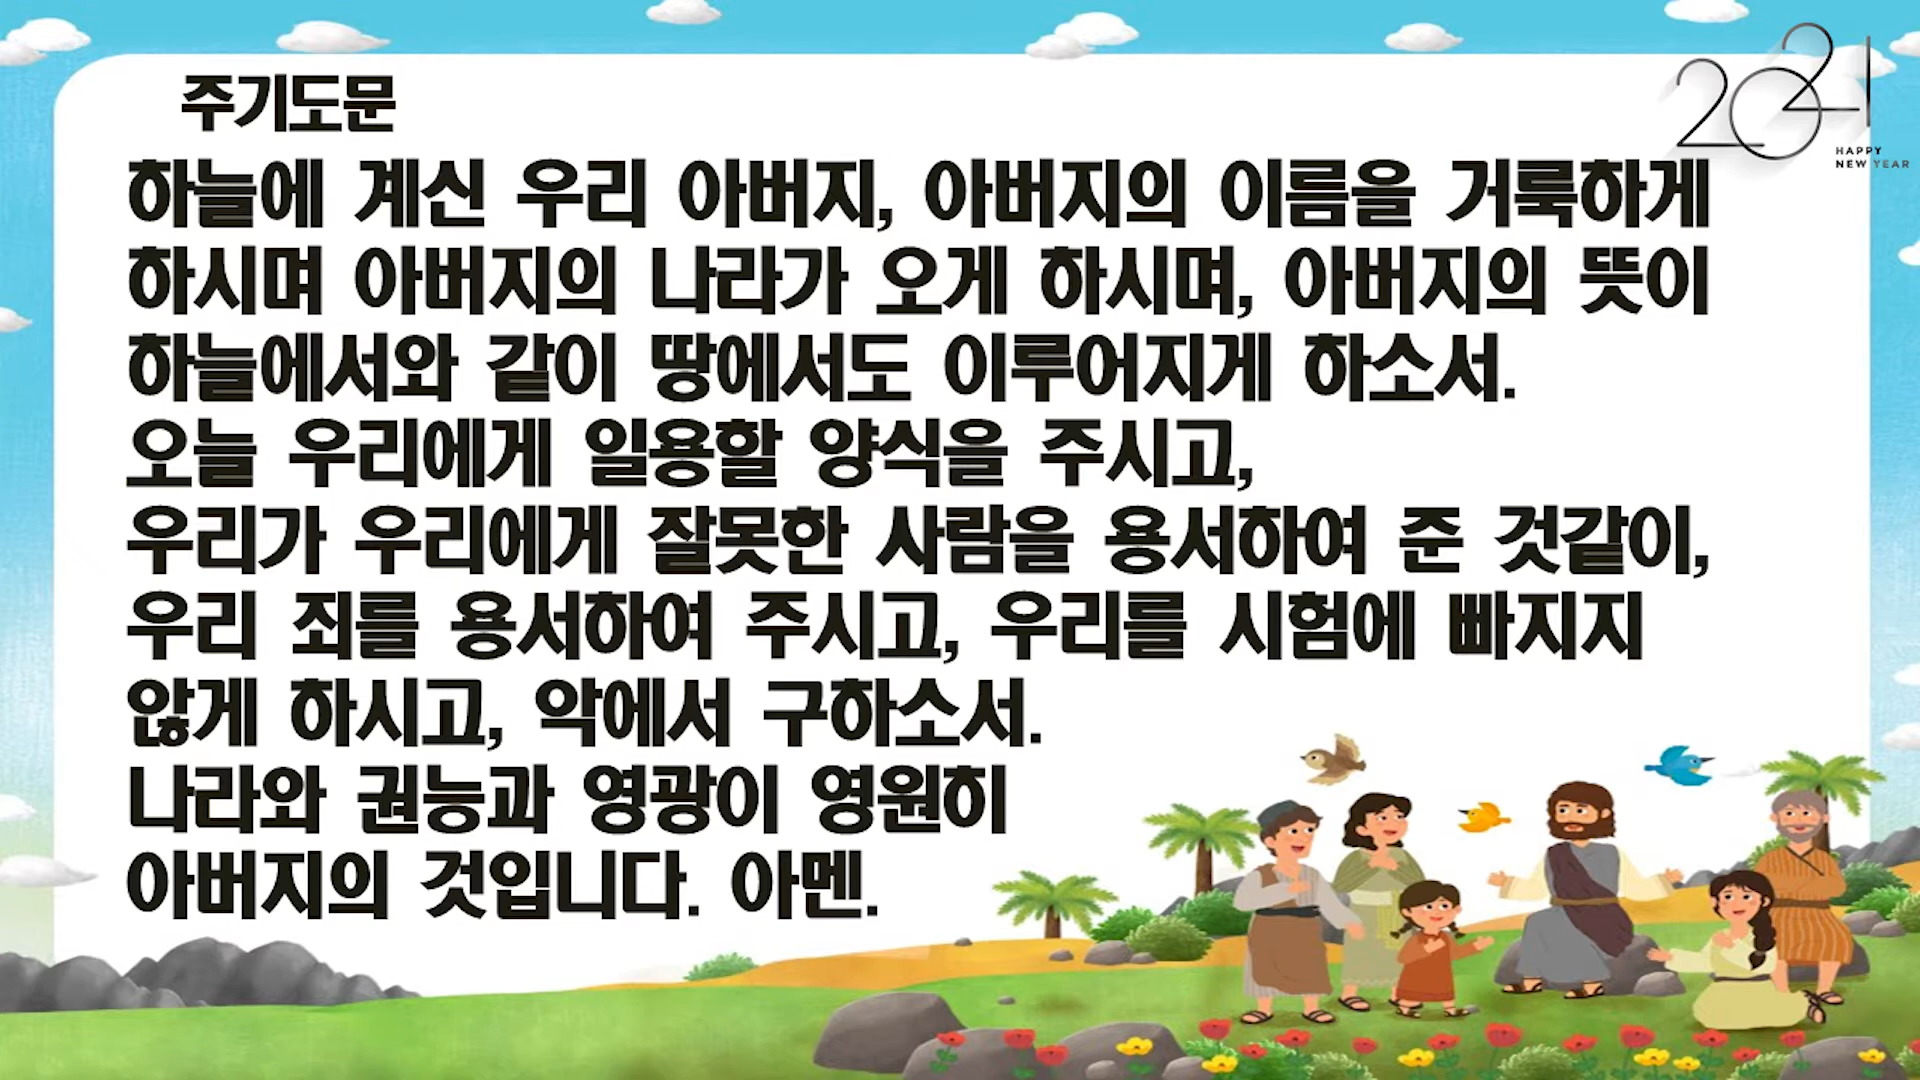 주기도문
하늘에 계신 우리 아버지, 아버지의 이름을 거룩하게
하시며 아버지의 나라가 오게 하시며, 아버지의 뜻이
하늘에서와 같이 땅에서도 이루어지게 하소서.
오늘 우리에게 일용할 양식을 주시고,
우리가 우리에게 잘못한 사람을 용서하여 준 것같이,
우리 죄를 용서하여 주시고, 우리를 시험에 빠지지
않게 하시고, 악에서 구하소서.
나라와 권능과 영광이 영원히
아버지의 것입니다. 아멘.
2021
HAPPY
NEW YEAR